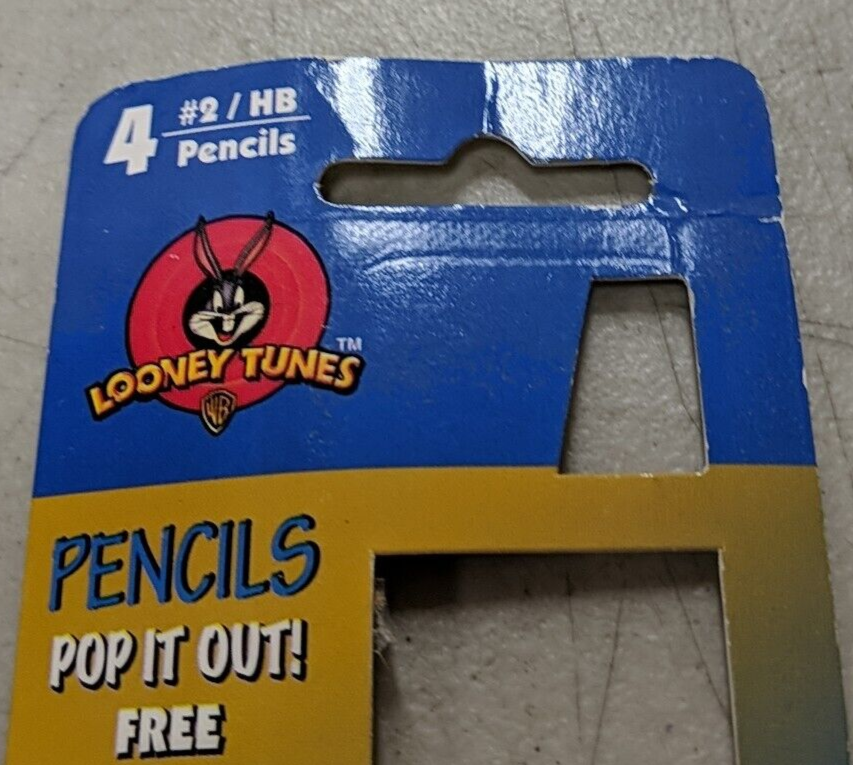 4 #2 / HB
Pencils
LOONEY TUNES TM
WB
PENCILS
POP IT OUT!
FREE